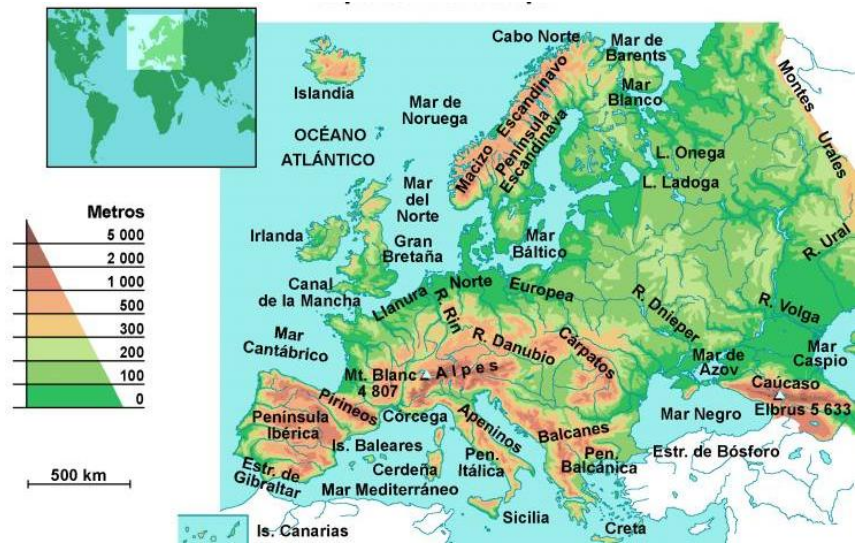 Cabo Norte
Mar de
Barents
Islandia
Mar
Blanco
Montes
Urales
Mar de
Noruega
Macizo Escandinavo
Península
Escandinava
OCÉANO
ATLÁNTICO
L. Onega
L. Ladoga
Metros
5 000
2 000
1 000
500
300
200
100
0
500 km
Mar
del
Norte
Irlanda
Gran
Bretaña
Mar
Báltico
R. Ural
Canal
de la Mancha
Llanura Norte Europea
R. Rin
R. Dnieper
R. Volga
Mar
Cantábrico
R. Danubio
Cárpatos
Mar de
Azov
Mar
Caspio
Mt. Blanc
4 807
Alpes
Cáucaso
Elbrus 5 633
Pirineos
Córcega
Apeninos
Mar Negro
Península
Ibérica
Is. Baleares
Balcanes
Cerdeña
Pen.
Itálica
Pen.
Balcánica
Estr. de Bósforo
Estr. de
Gibraltar
Mar Mediterráneo
Sicilia
Creta
Is. Canarias